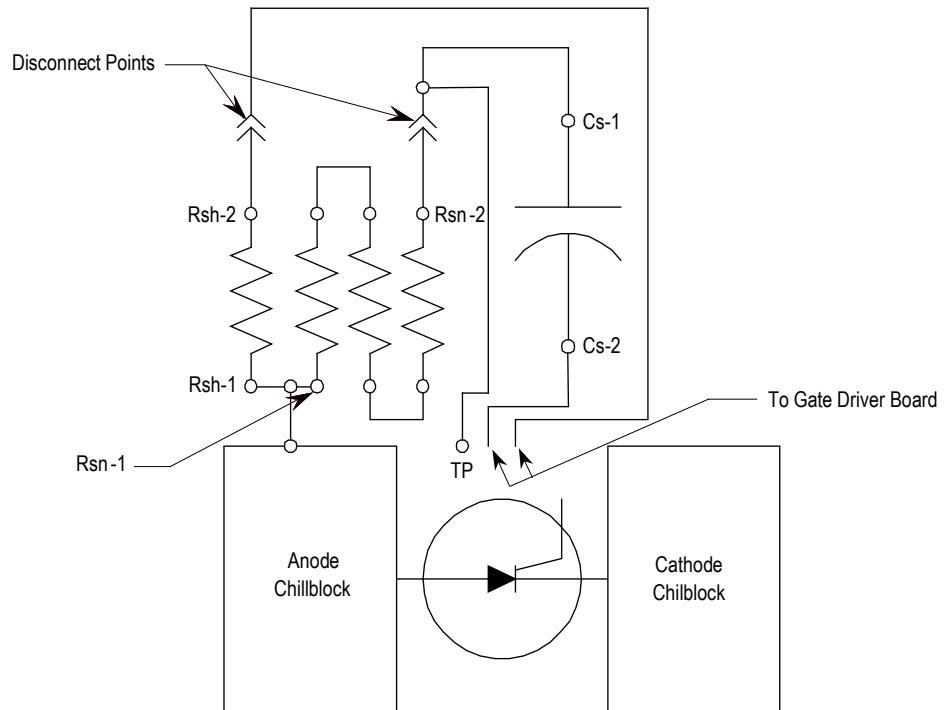 Disconnect Points
Cs-1
Rsh-2
Rsn -2
Cs-2
Rsh-1
To Gate Driver Board
Rsn -1
TP
Anode
Chillblock
Cathode
Chilblock